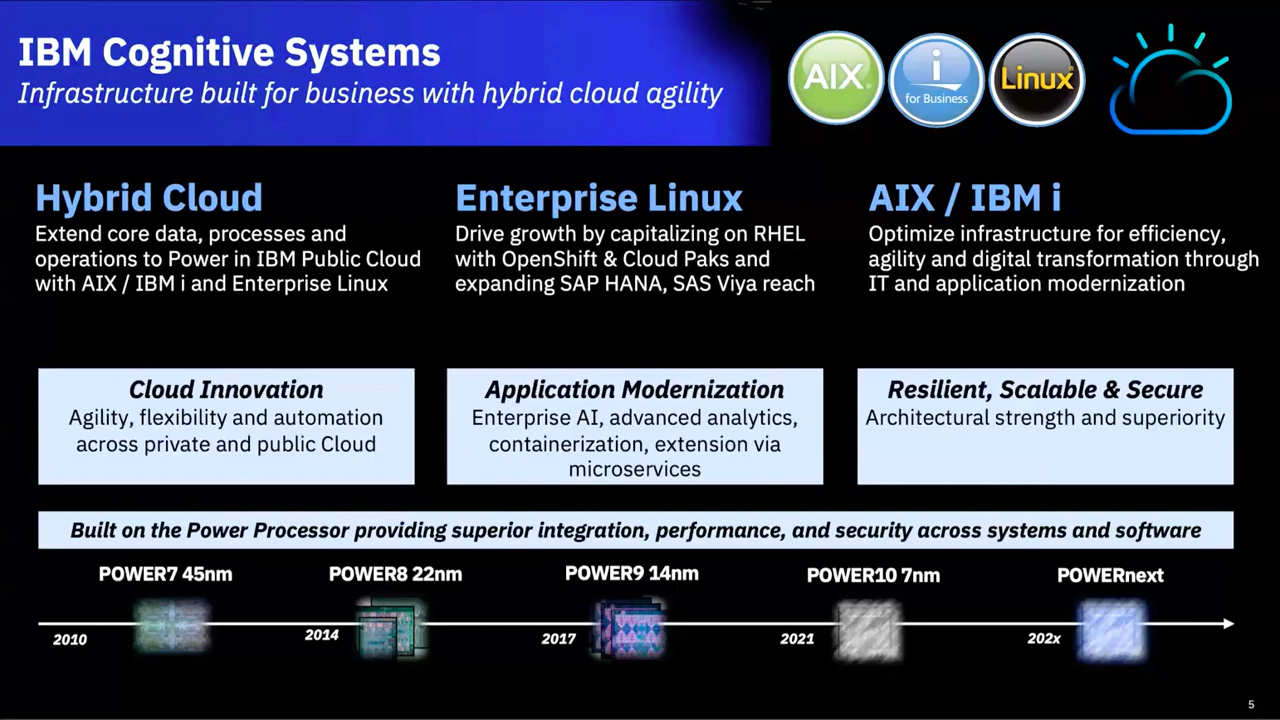 IBM Cognitive Systems
Infrastructure built for business with hybrid cloud agility
AIX
i
for Business
Linux
Hybrid Cloud
Extend core data, processes and
operations to Power in IBM Public Cloud
with AIX / IBM i and Enterprise Linux
Enterprise Linux
Drive growth by capitalizing on RHEL
with OpenShift & Cloud Paks and
expanding SAP HANA, SAS Viya reach
AIX / IBM i
Optimize infrastructure for efficiency,
agility and digital transformation through
IT and application modernization
Cloud Innovation
Agility, flexibility and automation
across private and public Cloud
Application Modernization
Enterprise AI, advanced analytics,
containerization, extension via
microservices
Resilient, Scalable & Secure
Architectural strength and superiority
Built on the Power Processor providing superior integration, performance, and security across systems and software
POWER7 45nm
POWER8 22nm
POWER9 14nm
POWER10 7nm
POWERnext
2010
2014
2017
2021
202x
5